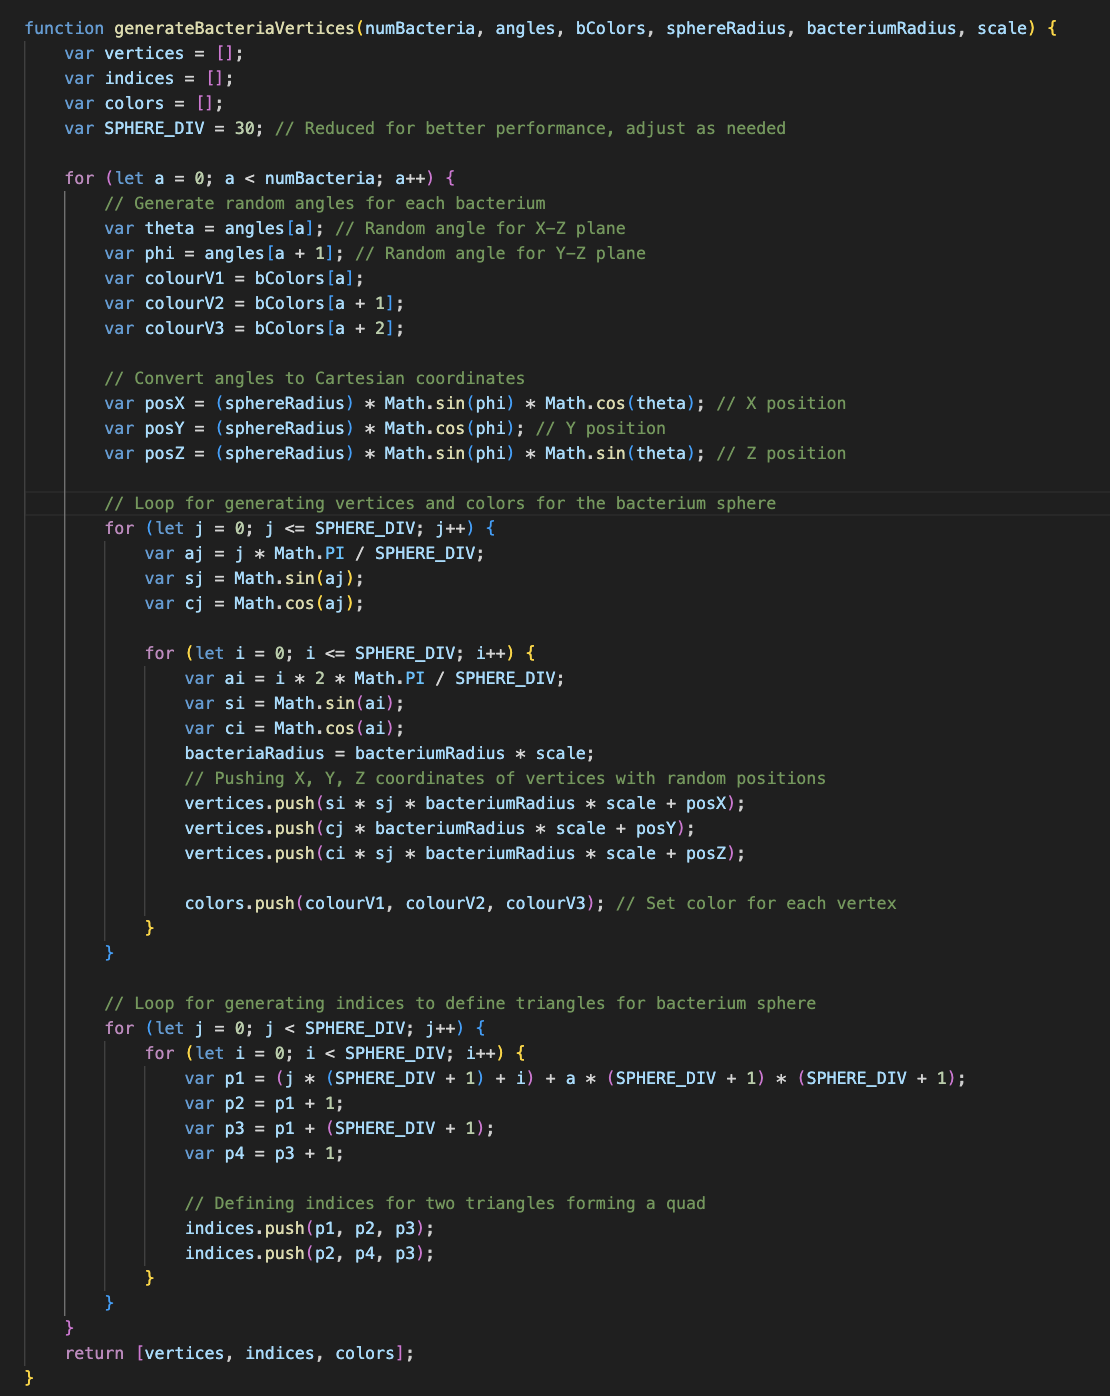 function generateBacteriaVertices(numBacteria, angles, bColors, sphereRadius, bacteriumRadius, scale) {
    var vertices = [];
    var indices = [];
    var colors = [];
    var SPHERE_DIV = 30; // Reduced for better performance, adjust as needed

    for (let a = 0; a < numBacteria; a++) {
        // Generate random angles for each bacterium
        var theta = angles[a]; // Random angle for X-Z plane
        var phi = angles[a + 1]; // Random angle for Y-Z plane
        var colourV1 = bColors[a];
        var colourV2 = bColors[a + 1];
        var colourV3 = bColors[a + 2];

        // Convert angles to Cartesian coordinates
        var posX = (sphereRadius) * Math.sin(phi) * Math.cos(theta); // X position
        var posY = (sphereRadius) * Math.cos(phi); // Y position
        var posZ = (sphereRadius) * Math.sin(phi) * Math.sin(theta); // Z position

        // Loop for generating vertices and colors for the bacterium sphere
        for (let j = 0; j <= SPHERE_DIV; j++) {
            var aj = j * Math.PI / SPHERE_DIV;
            var sj = Math.sin(aj);
            var cj = Math.cos(aj);

            for (let i = 0; i <= SPHERE_DIV; i++) {
                var ai = i * 2 * Math.PI / SPHERE_DIV;
                var si = Math.sin(ai);
                var ci = Math.cos(ai);
                bacteriaRadius = bacteriumRadius * scale;
                // Pushing X, Y, Z coordinates of vertices with random positions
                vertices.push(si * sj * bacteriumRadius * scale + posX);
                vertices.push(cj * bacteriumRadius * scale + posY);
                vertices.push(ci * sj * bacteriumRadius * scale + posZ);

                colors.push(colourV1, colourV2, colourV3); // Set color for each vertex
            }
        }

        // Loop for generating indices to define triangles for bacterium sphere
        for (let j = 0; j < SPHERE_DIV; j++) {
            for (let i = 0; i < SPHERE_DIV; i++) {
                var p1 = (j * (SPHERE_DIV + 1) + i) + a * (SPHERE_DIV + 1) * (SPHERE_DIV + 1);
                var p2 = p1 + 1;
                var p3 = p1 + (SPHERE_DIV + 1);
                var p4 = p3 + 1;

                // Defining indices for two triangles forming a quad
                indices.push(p1, p2, p3);
                indices.push(p2, p4, p3);
            }
        }
    }
    return [vertices, indices, colors];
}